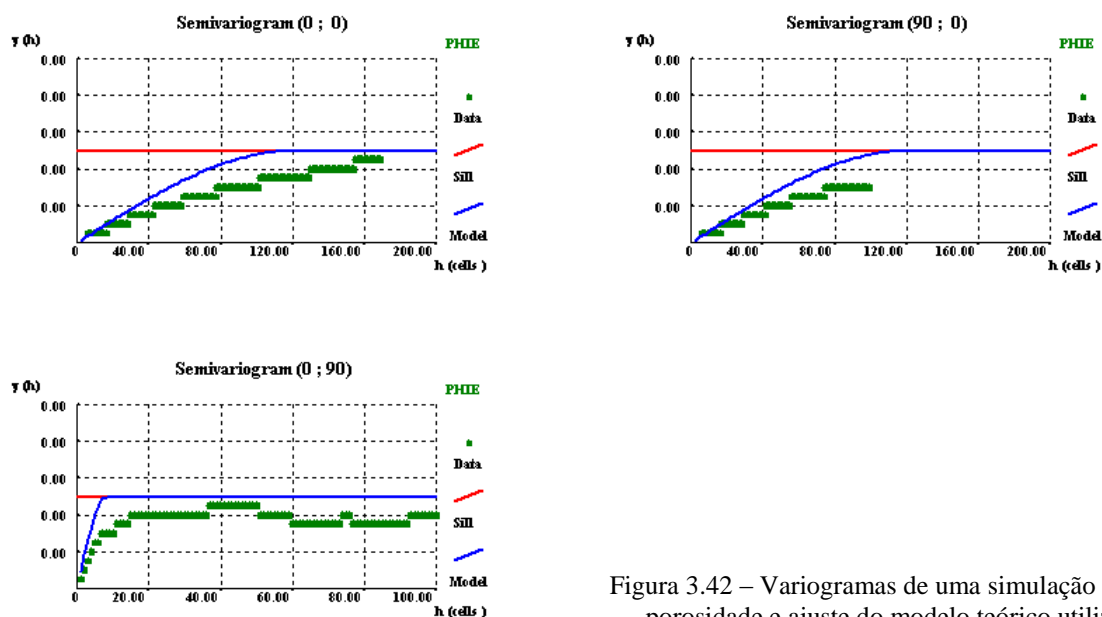 Semivariogram (0 ; 0)
γ (h)
PHIE
0.00
0.00
0.00
0.00
0.00
Data
Sill
Model
0 40.00 80.00 120.00 160.00 200.00
h (cells )
Semivariogram (90 ; 0)
γ (h)
PHIE
0.00
0.00
0.00
0.00
0.00
Data
Sill
Model
0 40.00 80.00 120.00 160.00 200.00
h (cells )
Semivariogram (0 ; 90)
γ (h)
PHIE
0.00
0.00
0.00
0.00
0.00
Data
Sill
Model
0 20.00 40.00 60.00 80.00 100.00
h (cells )
Figura 3.42 – Variogramas de uma simulação
porosidade e ajuste do modelo teórico